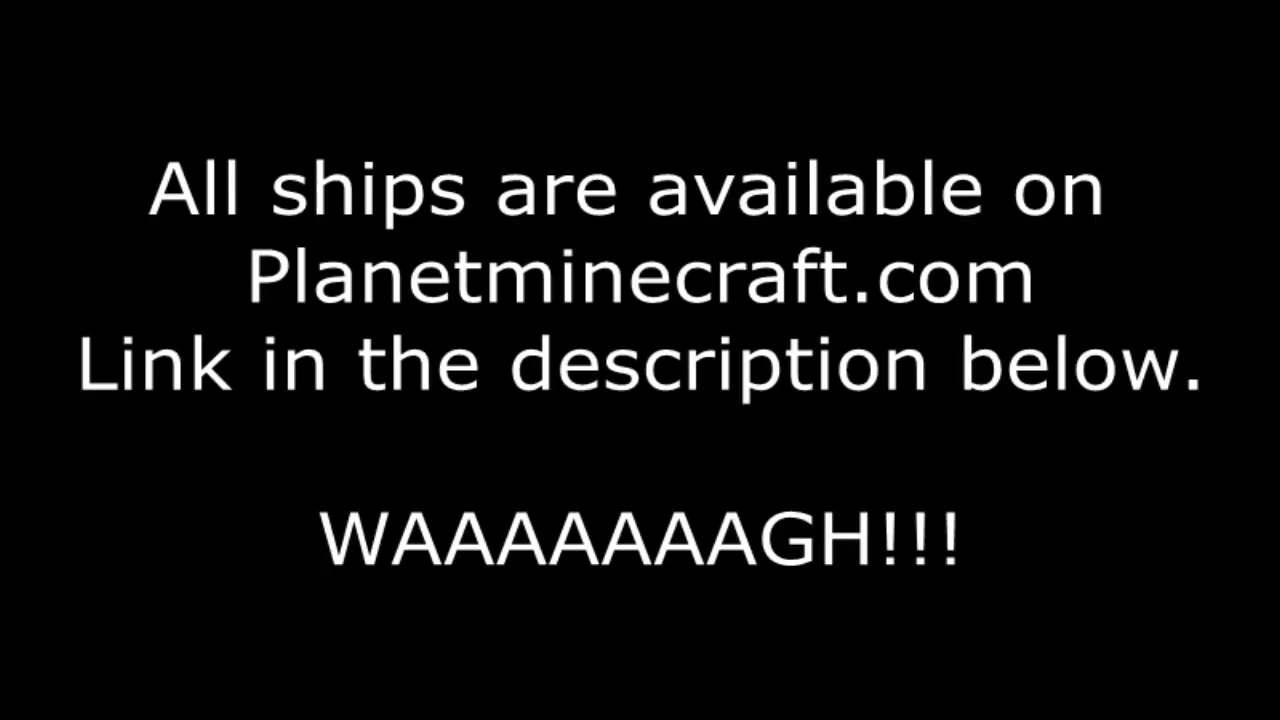 All ships are available on
Planetminecraft.com
Link in the description below.
WAAAAAAAGH!!!